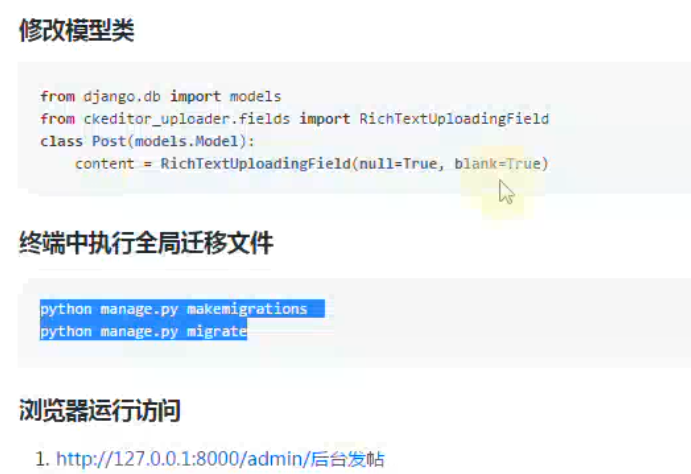 修改模型类
from django.db import models
from ckeditor_uploader.fields import RichTextUploadingField
class Post(models.Model):
    content = RichTextUploadingField(null=True, blank=True)
终端中执行全局迁移文件
python manage.py makemigrations
python manage.py migrate
浏览器运行访问
1. http://127.0.0.1:8000/admin/后台发帖